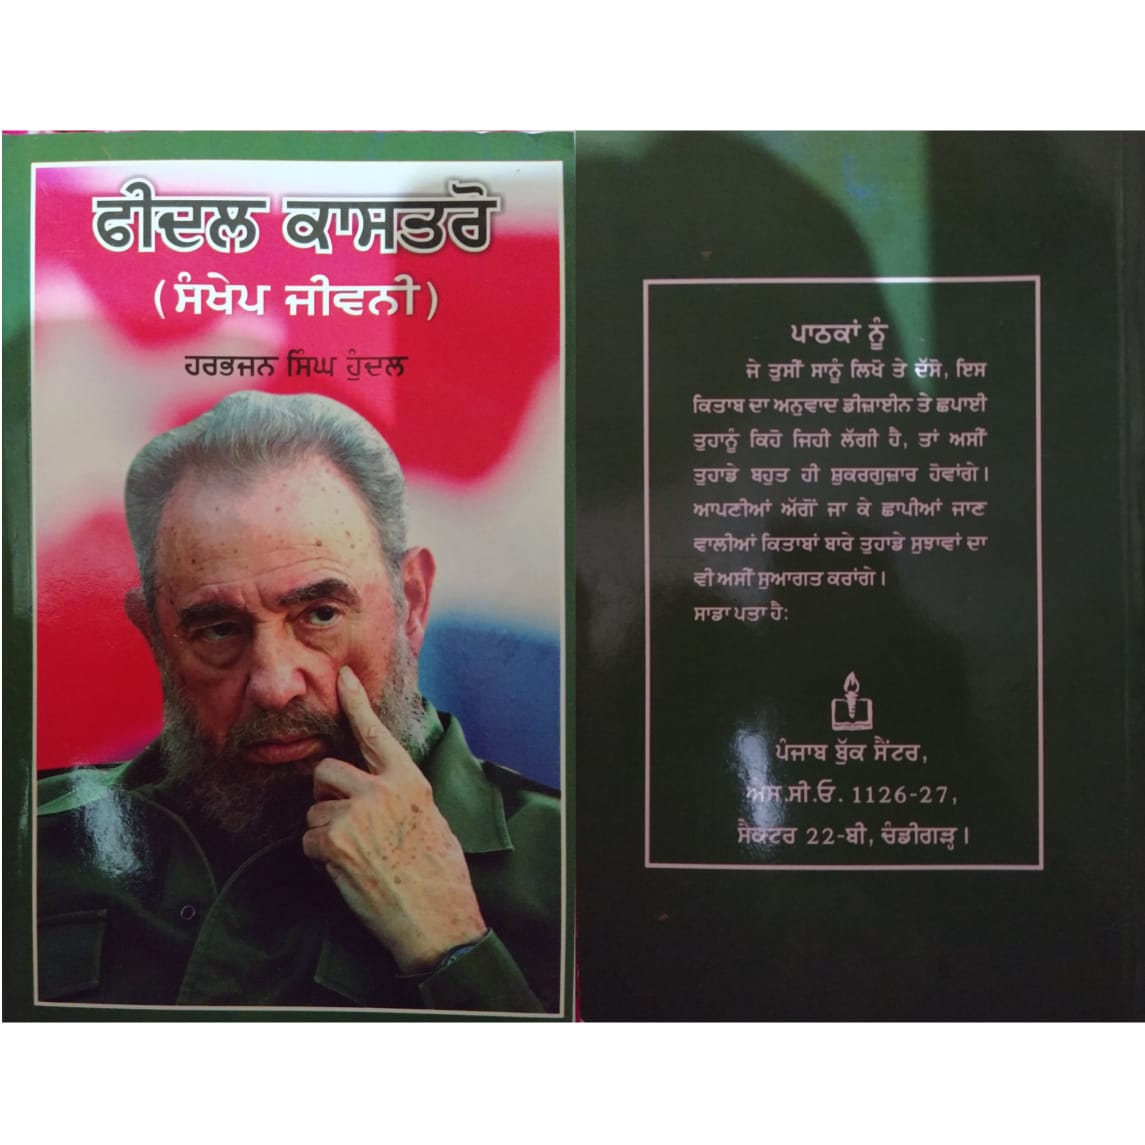 ਫੀਦਲ ਕਾਸਤਰੋ
(ਸੰਖੇਪ ਜੀਵਨੀ)
ਹਰਭਜਨ ਸਿੰਘ ਹੁੰਦਲ
ਪਾਠਕਾਂ ਨੂੰ
ਜੇ ਤੁਸੀਂ ਸਾਨੂੰ ਲਿਖੋ ਤੇ ਦੱਸੋ, ਇਸ
ਕਿਤਾਬ ਦਾ ਅਨੁਵਾਦ ਡੀਜ਼ਾਈਨ ਤੇ ਛਪਾਈ
ਤੁਹਾਨੂੰ ਕਿਹੋ ਜਿਹੀ ਲੱਗੀ ਹੈ, ਤਾਂ ਅਸੀਂ
ਤੁਹਾਡੇ ਬਹੁਤ ਹੀ ਸ਼ੁਕਰਗੁਜ਼ਾਰ ਹੋਵਾਂਗੇ।
ਆਪਣੀਆਂ ਅੱਗੋਂ ਜਾ ਕੇ ਛਾਪੀਆਂ ਜਾਣ
ਵਾਲੀਆਂ ਕਿਤਾਬਾਂ ਬਾਰੇ ਤੁਹਾਡੇ ਸੁਝਾਵਾਂ ਦਾ
ਵੀ ਅਸੀਂ ਸੁਆਗਤ ਕਰਾਂਗੇ।
ਸਾਡਾ ਪਤਾ ਹੈ:
ਪੰਜਾਬ ਬੁੱਕ ਸੈਂਟਰ,
ਐਸ.ਸੀ.ਓ. 1126-27,
ਸੈਕਟਰ 22-ਬੀ, ਚੰਡੀਗੜ੍ਹ।